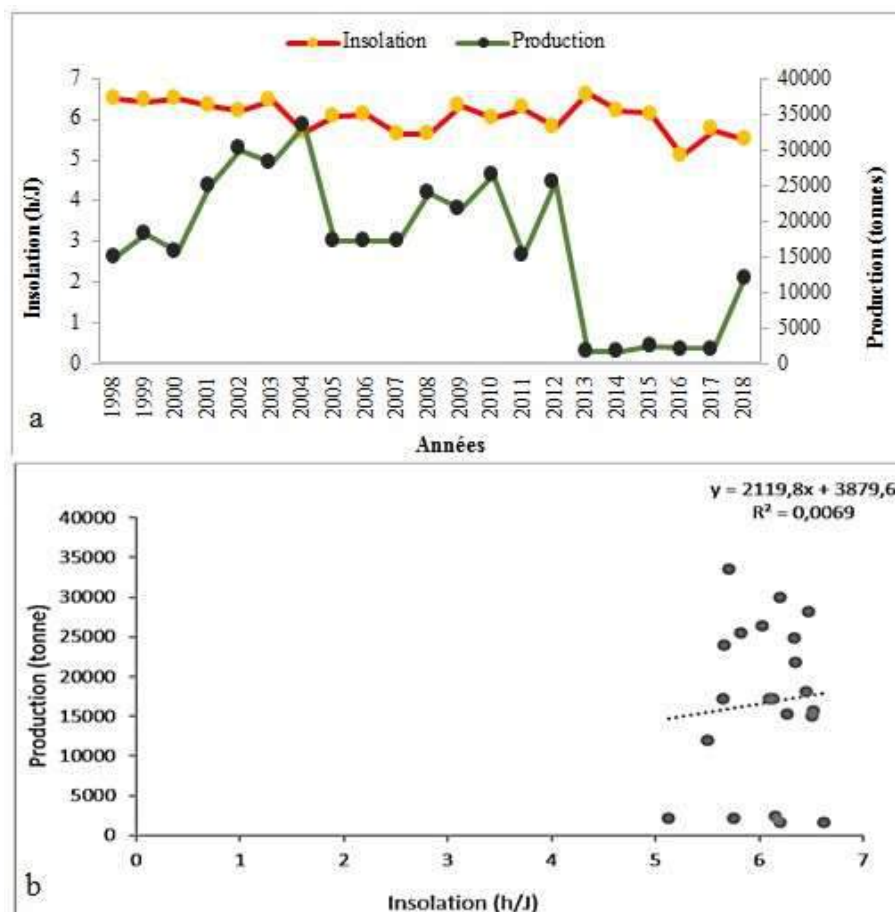 Insolation Production
7 40000
6 35000
5 30000
4 25000
3 20000
2 15000
1 10000
0 5000
0
Insolation (h/J)
Production (tonnes)
1998 1999 2000 2001 2002 2003 2004 2005 2006 2007 2008 2009 2010 2011 2012 2013 2014 2015 2016 2017 2018
a
Années
y = 2119,8x + 3879,6
R² = 0,0069
40000
35000
30000
25000
20000
15000
10000
5000
0
Production (tonne)
0 1 2 3 4 5 6 7
b
Insolation (h/J)